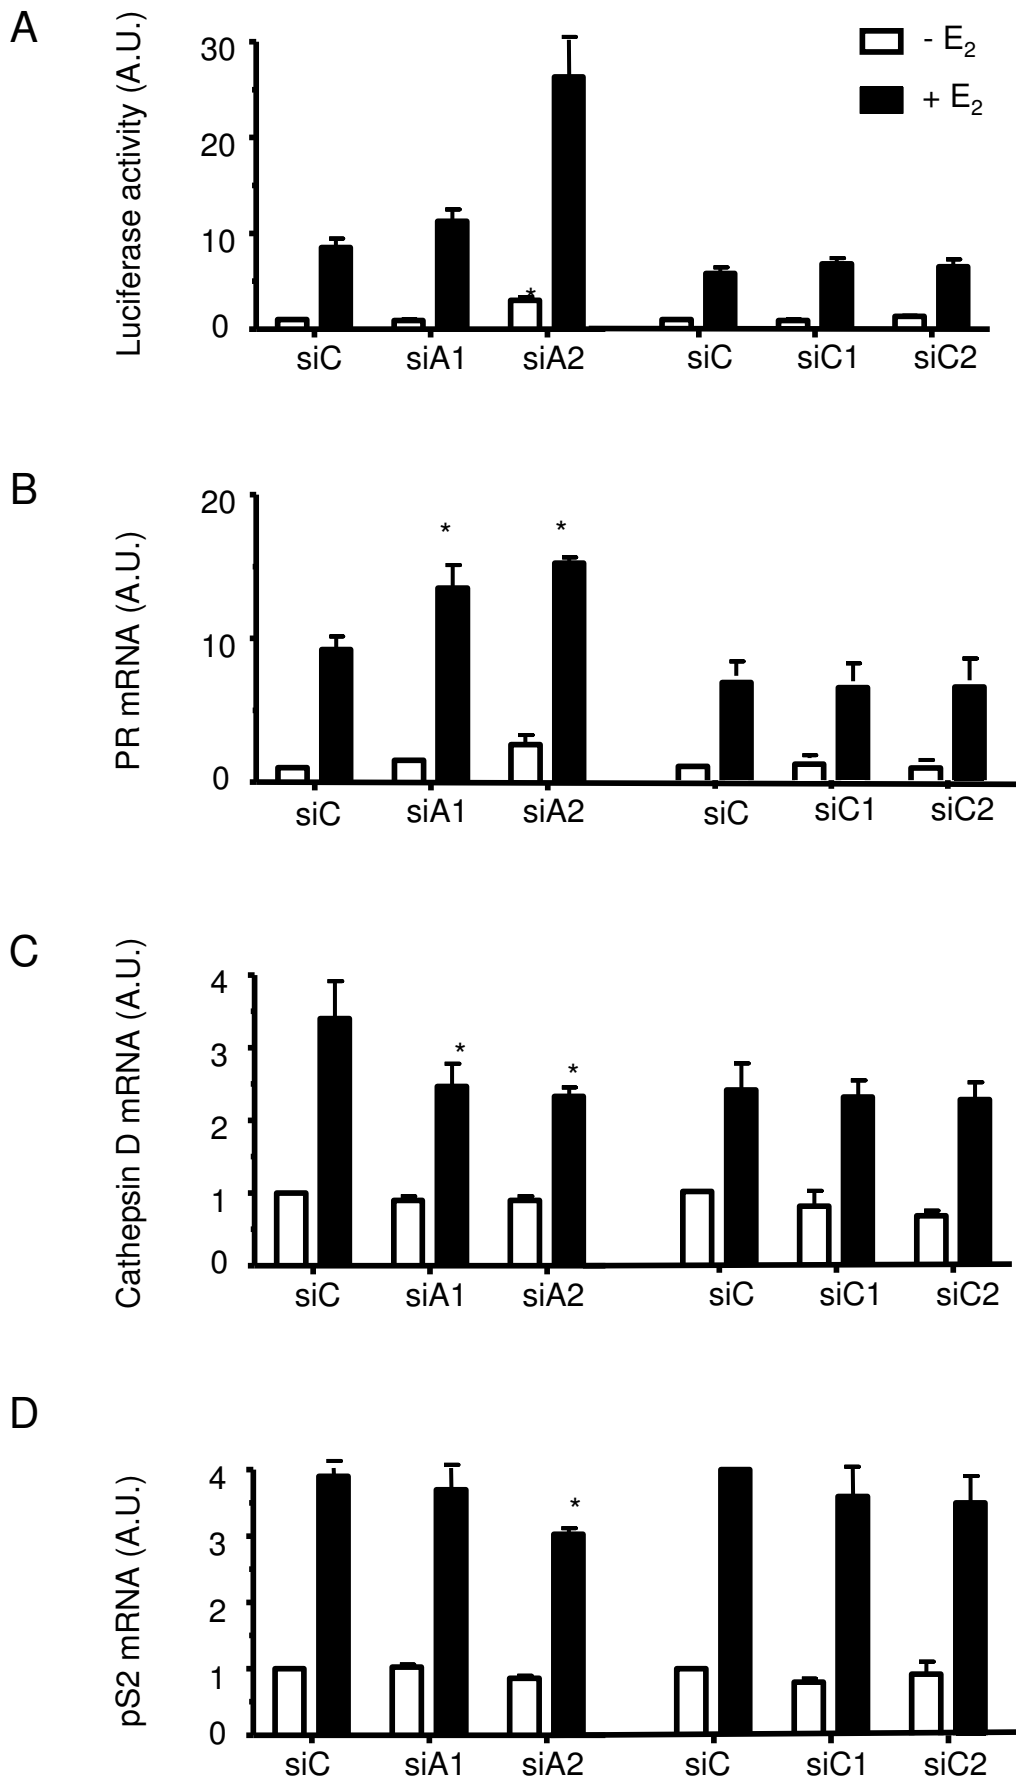 A
Luciferase activity (A.U.)
30
20
10
0
*
- E2
+ E2
siC siA1 siA2 siC siC1 siC2
B
PR mRNA (A.U.)
20
10
0
* *
siC siA1 siA2 siC siC1 siC2
C
Cathepsin D mRNA (A.U.)
4
3
2
1
0
* *
siC siA1 siA2 siC siC1 siC2
D
pS2 mRNA (A.U.)
4
3
2
1
0
*
siC siA1 siA2 siC siC1 siC2